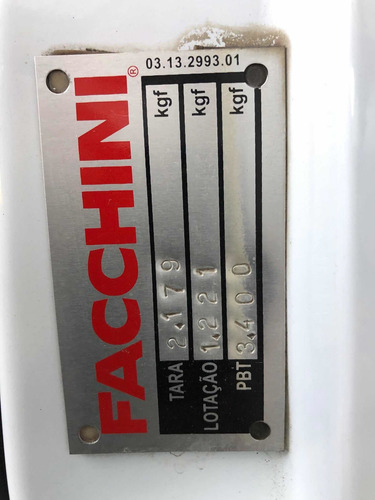 03.13.2993.01
FACCHINI®
TARA 2.179 kgf
LOTAÇÃO 1.221 kgf
PBT 3.400 kgf